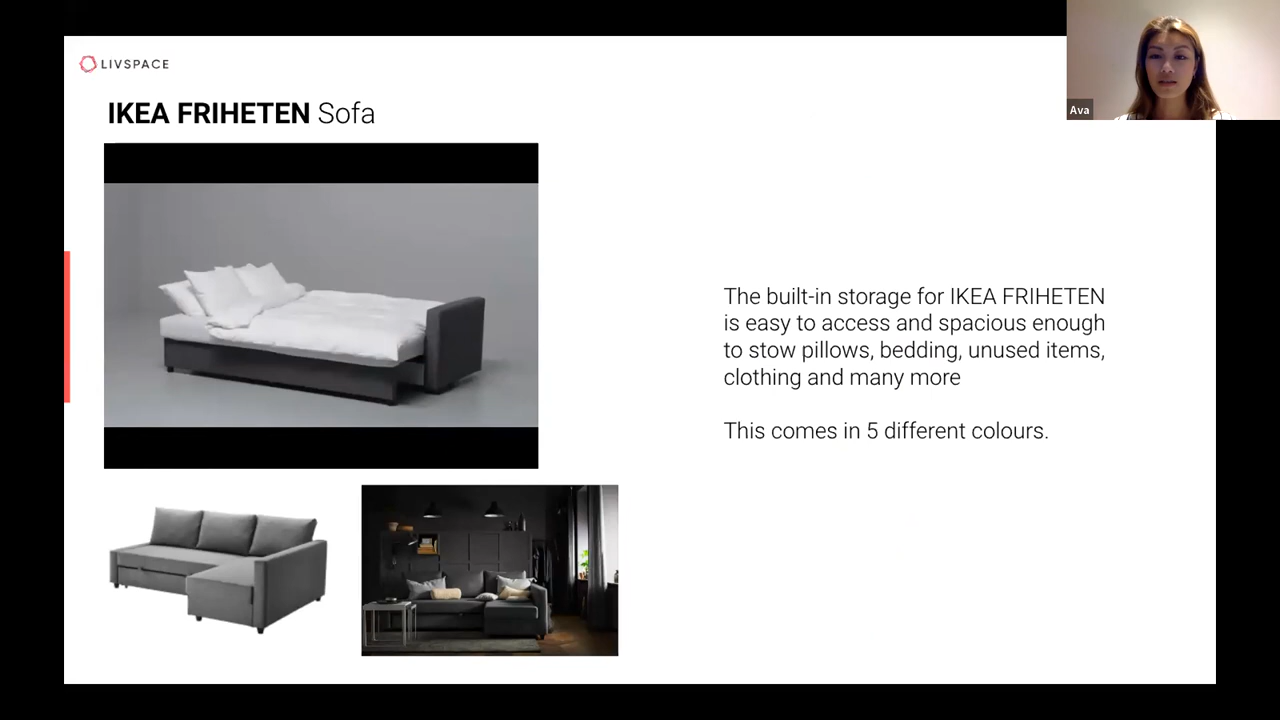 LIVSPACE
IKEA FRIHETEN Sofa
Ava
The built-in storage for IKEA FRIHETEN
is easy to access and spacious enough
to stow pillows, bedding, unused items,
clothing and many more
This comes in 5 different colours.